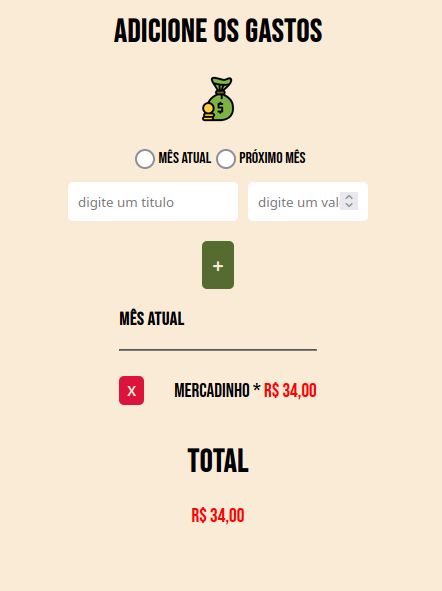 ADICIONE OS GASTOS
$
MÊS ATUAL PRÓXIMO MÊS
digite um titulo digite um val
+
MÊS ATUAL
X MERCADINHO * R$ 34,00
TOTAL
R$ 34,00